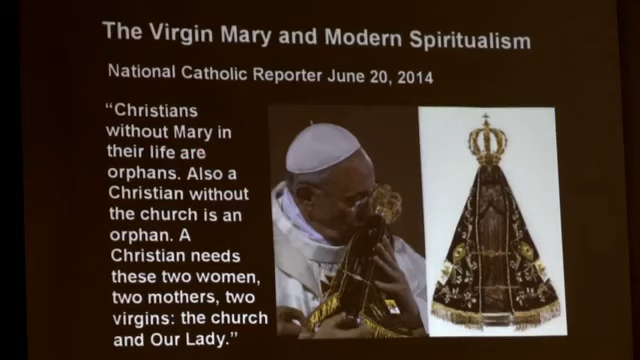 The Virgin Mary and Modern Spiritualism
National Catholic Reporter June 20, 2014
“Christians
without Mary in
their life are
orphans. Also a
Christian without
the church is an
orphan. A
Christian needs
these two women,
two mothers, two
virgins: the church
and Our Lady.”